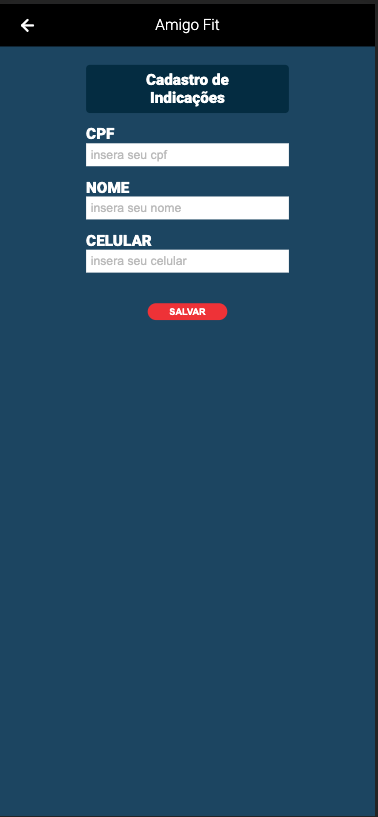 Amigo Fit
Cadastro de
Indicações
CPF
insera seu cpf
NOME
insera seu nome
CELULAR
insera seu celular
SALVAR